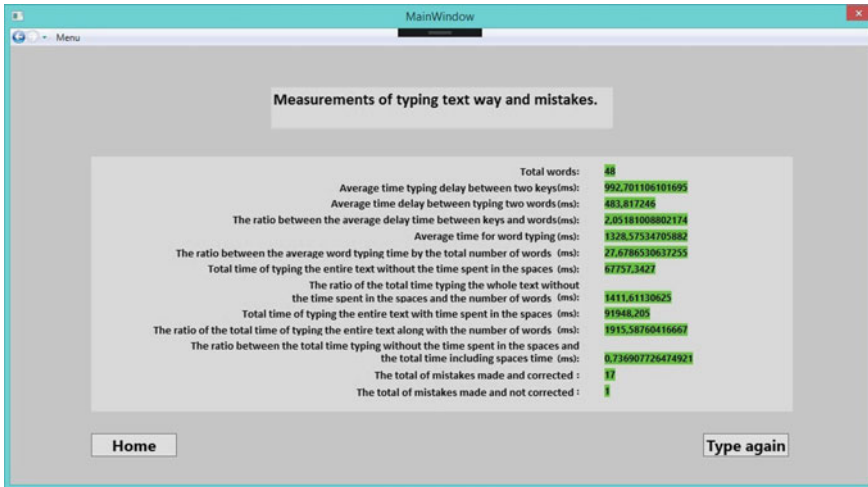 MainWindow
Menu
Measurements of typing text way and mistakes.
Total words: 48
Average time typing delay between two keys(ms): 992,701106101695
Average time delay between typing two words(ms): 483,817246
The ratio between the average delay time between keys and words(ms): 2,05181008802174
Average time for word typing (ms): 1328,57534705882
The ratio between the average word typing time by the total number of words (ms): 27,6786530637255
Total time of typing the entire text without the time spent in the spaces (ms): 67757,3427
The ratio of the total time typing the whole text without
the time spent in the spaces and the number of words (ms): 1411,61130625
Total time of typing the entire text with time spent in the spaces (ms): 91948,205
The ratio of the total time of typing the entire text along with the number of words (ms): 1915,58760416667
The ratio between the total time typing without the time spent in the spaces and
the total time including spaces time (ms): 0,736907726474921
The total of mistakes made and corrected : 17
The total of mistakes made and not corrected : 1
Home
Type again